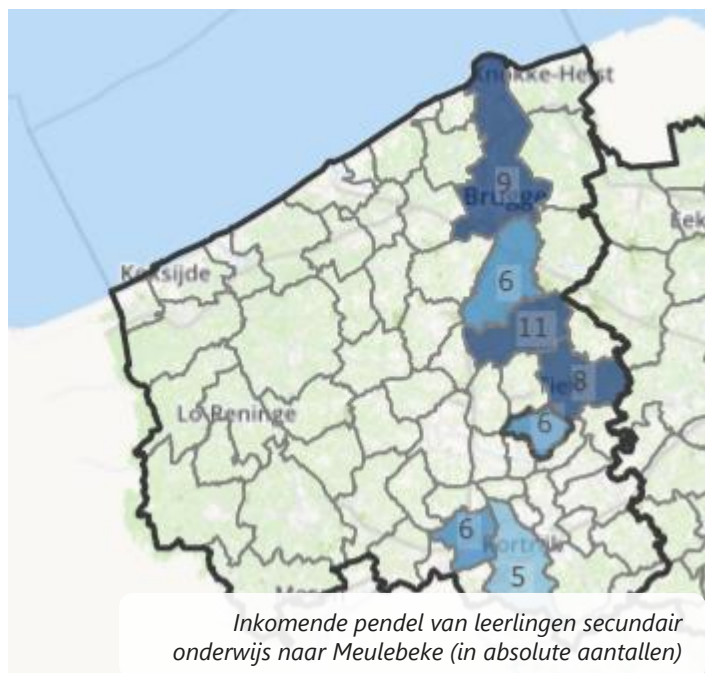 Knokke-Heist
9
Brugge
Eek
Koksijde
6
11
8
Tielt
Lo-Reninge
6
6
Kortrijk
5
Inkomende pendel van leerlingen secundair
onderwijs naar Meulebeke (in absolute aantallen)